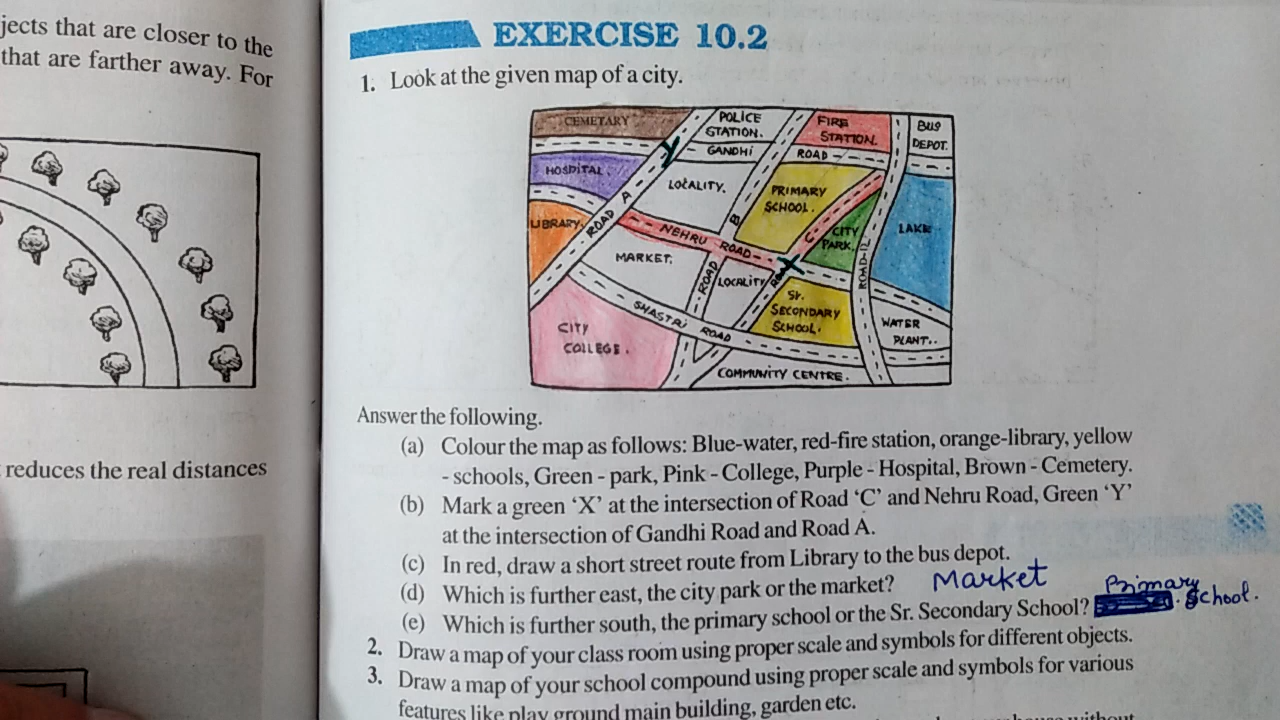 jects that are closer to the
that are farther away. For
reduces the real distances
EXERCISE 10.2
1. Look at the given map of a city.
CEMETARY
POLICE
STATION.
FIRE
STATION.
BUS
DEPOT.
GANDHI ROAD
HOSPITAL.
LOCALITY.
PRIMARY
SCHOOL.
LIBRARY.
ROAD A
B
C
CITY
PARK.
LAKE
NEHRU ROAD
MARKET.
ROAD
LOCALITY
ROAD-12
Sr.
SECONDARY
SCHOOL.
SHASTRI ROAD
WATER
PLANT..
CITY
COLLEGE.
COMMUNITY CENTRE.
Answer the following.
(a) Colour the map as follows: Blue-water, red-fire station, orange-library, yellow
- schools, Green - park, Pink - College, Purple - Hospital, Brown - Cemetery.
(b) Mark a green 'X' at the intersection of Road 'C' and Nehru Road, Green 'Y'
at the intersection of Gandhi Road and Road A.
(c) In red, draw a short street route from Library to the bus depot.
(d) Which is further east, the city park or the market? Market
(e) Which is further south, the primary school or the Sr. Secondary School? Primary School.
2. Draw a map of your class room using proper scale and symbols for different objects.
3. Draw a map of your school compound using proper scale and symbols for various
features like play ground main building, garden etc.
without